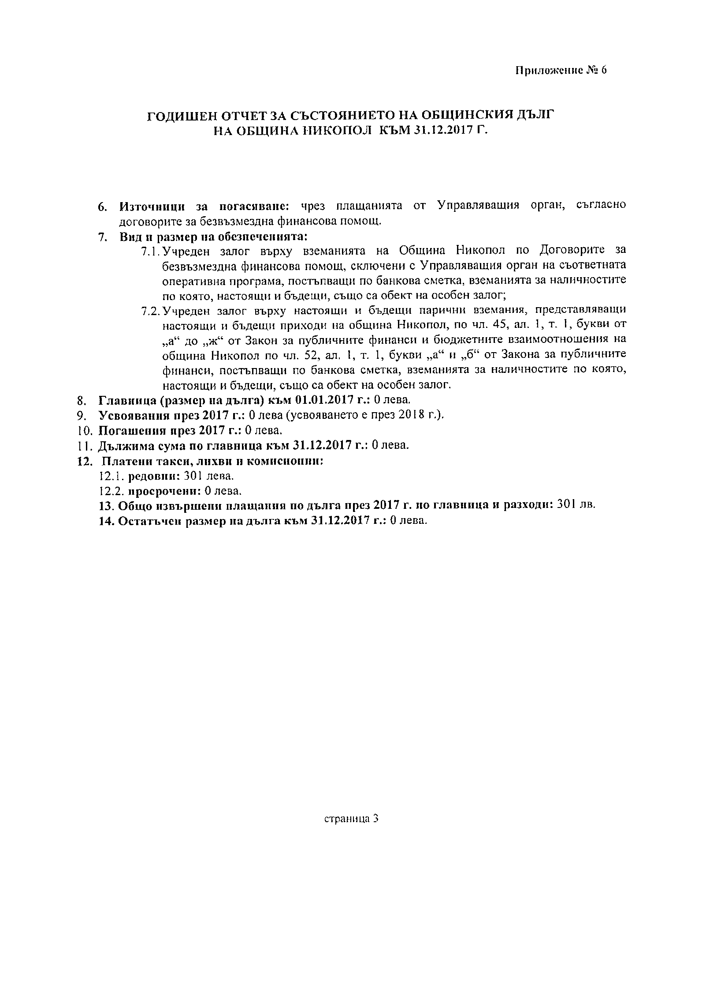 Приложение № 6
ГОДИШЕН ОТЧЕТ ЗА СЪСТОЯНИЕТО НА ОБЩИНСКИЯ ДЪЛГ
НА ОБЩИНА НИКОПОЛ КЪМ 31.12.2017 Г.
6. Източници за погасяване: чрез плащанията от Управляващия орган, съгласно
договорите за безвъзмездна финансова помощ.
7. Вид и размер на обезпеченията:
7.1. Учреден залог върху вземанията на Община Никопол по Договорите за
безвъзмездна финансова помощ, сключени с Управляващия орган на съответната
оперативна програма, постъпващи по банкова сметка, вземанията за наличностите
по която, настоящи и бъдещи, също са обект на особен залог;
7.2. Учреден залог върху настоящи и бъдещи парични вземания, представляващи
настоящи и бъдещи приходи на община Никопол, по чл. 45, ал. 1, т. 1, букви от
„а“ до „ж“ от Закон за публичните финанси и бюджетните взаимоотношения на
община Никопол по чл. 52, ал. 1, т. 1, букви „а“ и „б“ от Закона за публичните
финанси, постъпващи по банкова сметка, вземанията за наличностите по която,
настоящи и бъдещи, също са обект на особен залог.
8. Главница (размер на дълга) към 01.01.2017 г.: 0 лева.
9. Усвоявания през 2017 г.: 0 лева (усвояването е през 2018 г.).
10. Погашения през 2017 г.: 0 лева.
11. Дължима сума по главница към 31.12.2017 г.: 0 лева.
12. Платени такси, лихви и комисионни:
12.1. редовни: 301 лева.
12.2. просрочени: 0 лева.
13. Общо извършени плащания по дълга през 2017 г. по главница и разходи: 301 лв.
14. Остатъчен размер на дълга към 31.12.2017 г.: 0 лева.
страница 3